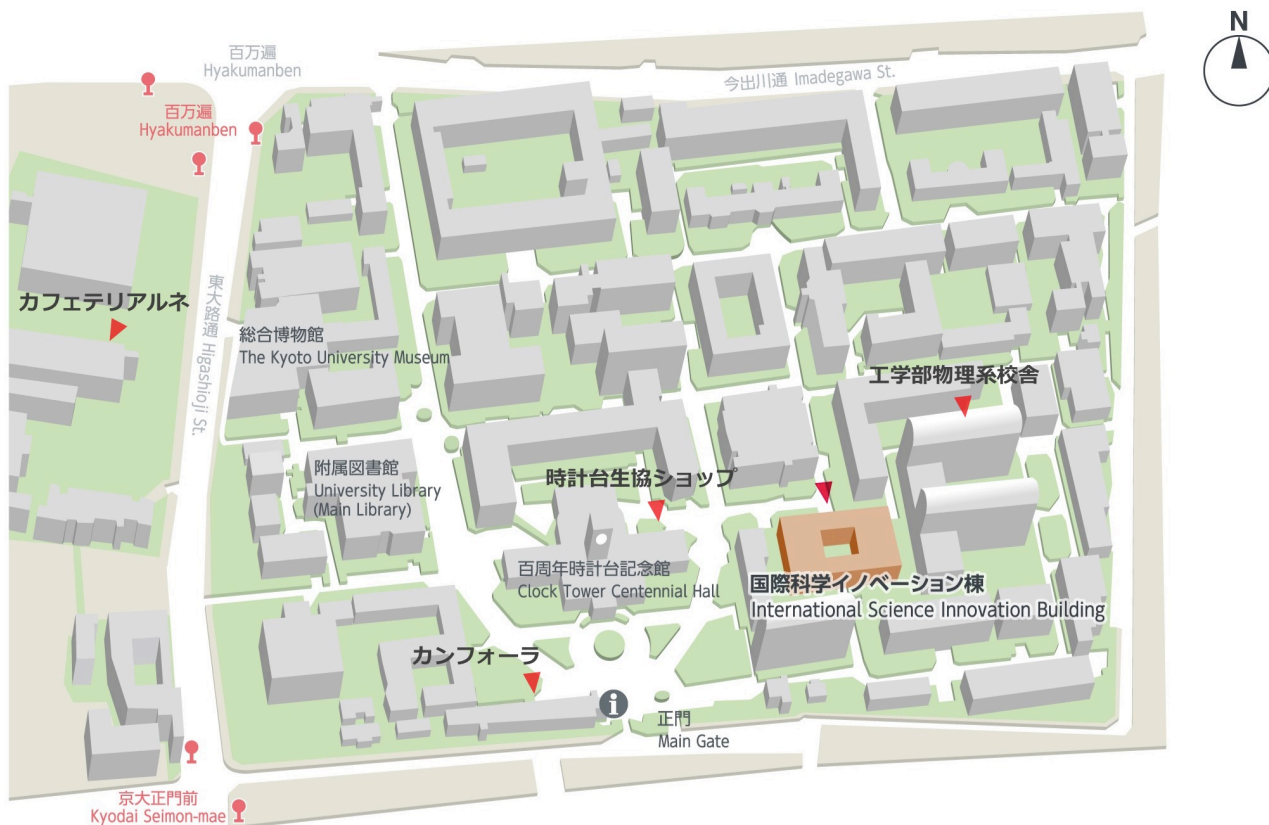 N
百万遍
Hyakumanben
今出川通 Imadegawa St.
百万遍
Hyakumanben
カフェテリアルネ
東大路通 Higashioji St.
総合博物館
The Kyoto University Museum
工学部物理系校舎
附属図書館
University Library
(Main Library)
時計台生協ショップ
百周年時計台記念館
Clock Tower Centennial Hall
国際科学イノベーション棟
International Science Innovation Building
カンフォーラ
i
正門
Main Gate
京大正門前
Kyodai Seimon-mae